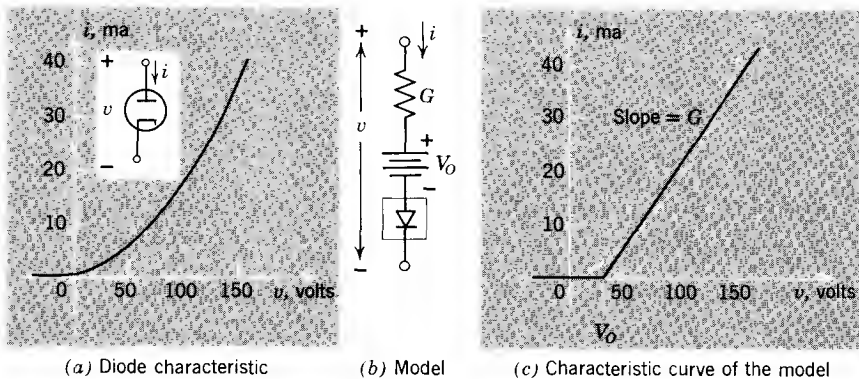 i, ma
40
30
20
10
0
50
100
150
v, volts
+
i
v
−
(a) Diode characteristic
+
i
G
v
+
V_O
−
−
(b) Model
i, ma
40
30
20
10
Slope = G
0
50
100
150
v, volts
V_O
(c) Characteristic curve of the model